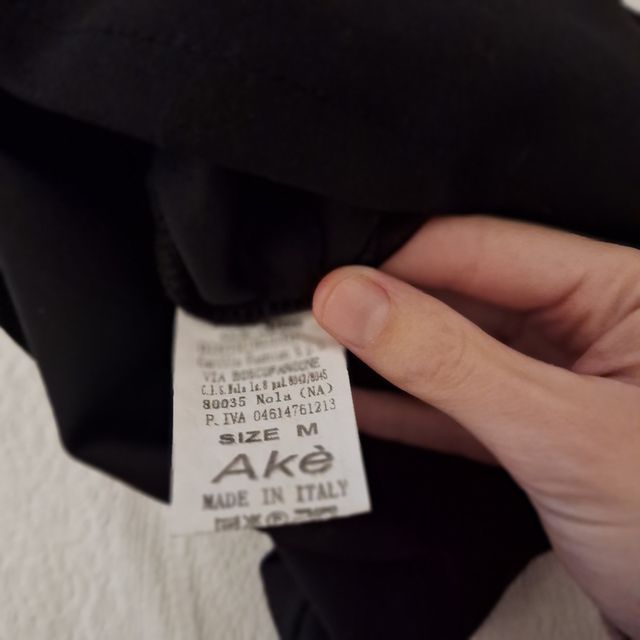 VIA BOSCOFANGONE
C.I.S. Nola Is.8 pal.8042/8045
80035 Nola (NA)
P. IVA 04614761213
SIZE M
Akè
MADE IN ITALY